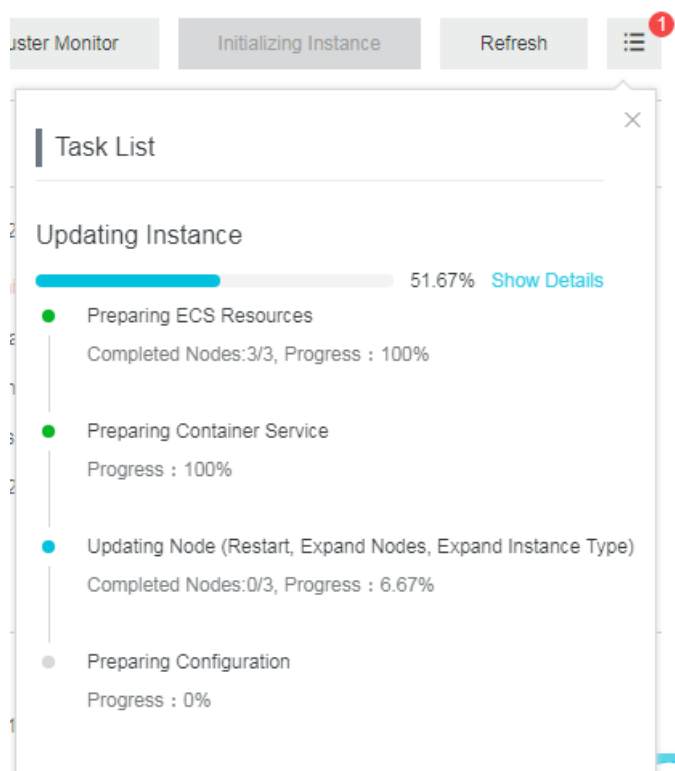 uster Monitor
Initializing Instance
Refresh
1
Task List
Updating Instance
51.67% Show Details
Preparing ECS Resources
Completed Nodes:3/3, Progress：100%
Preparing Container Service
Progress：100%
Updating Node (Restart, Expand Nodes, Expand Instance Type)
Completed Nodes:0/3, Progress：6.67%
Preparing Configuration
Progress：0%